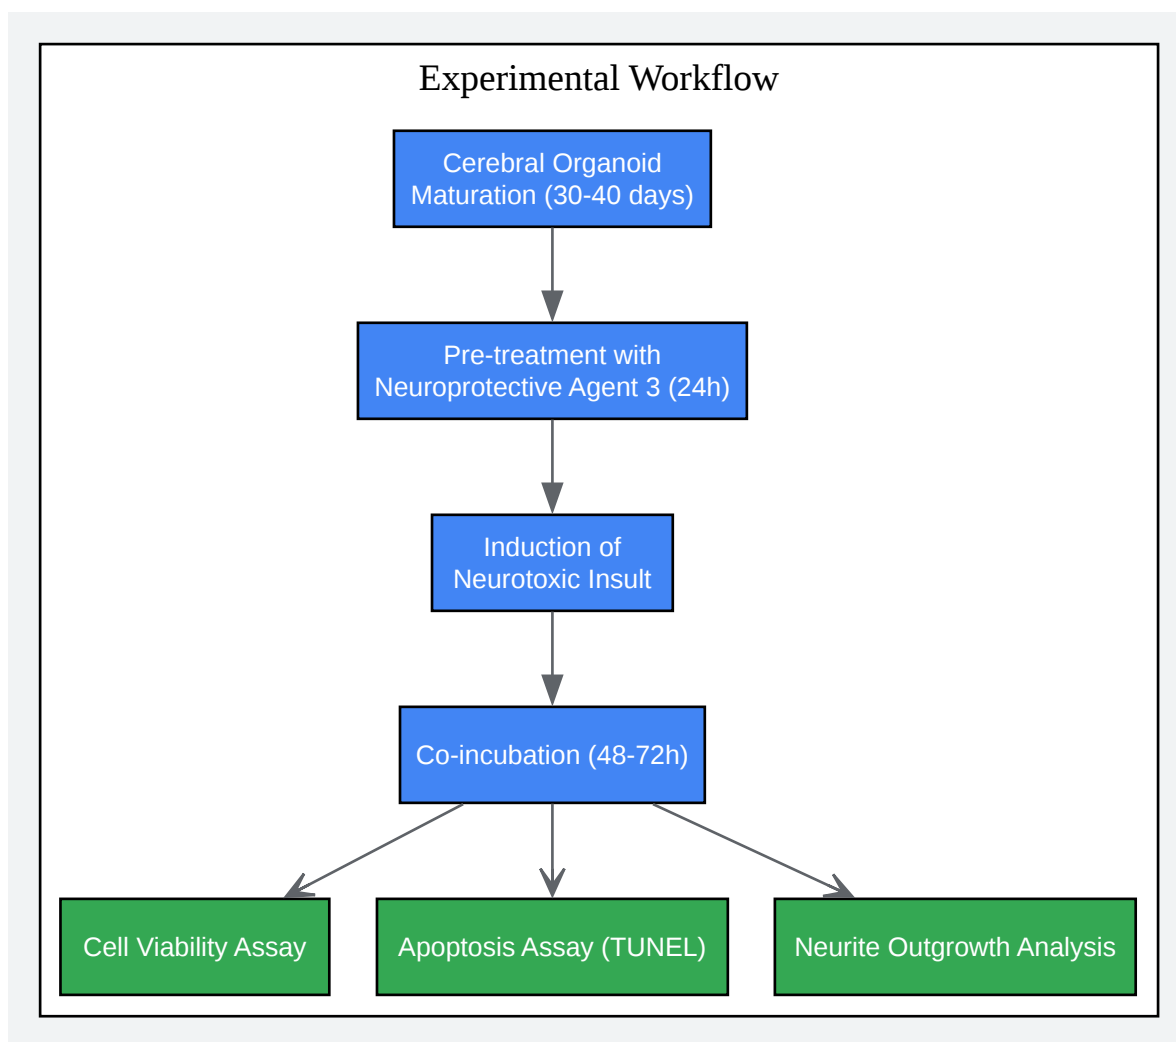 Experimental Workflow
Cerebral Organoid
Maturation (30-40 days)
Pre-treatment with
Neuroprotective Agent 3 (24h)
Induction of
Neurotoxic Insult
Co-incubation (48-72h)
Cell Viability Assay
Apoptosis Assay (TUNEL)
Neurite Outgrowth Analysis